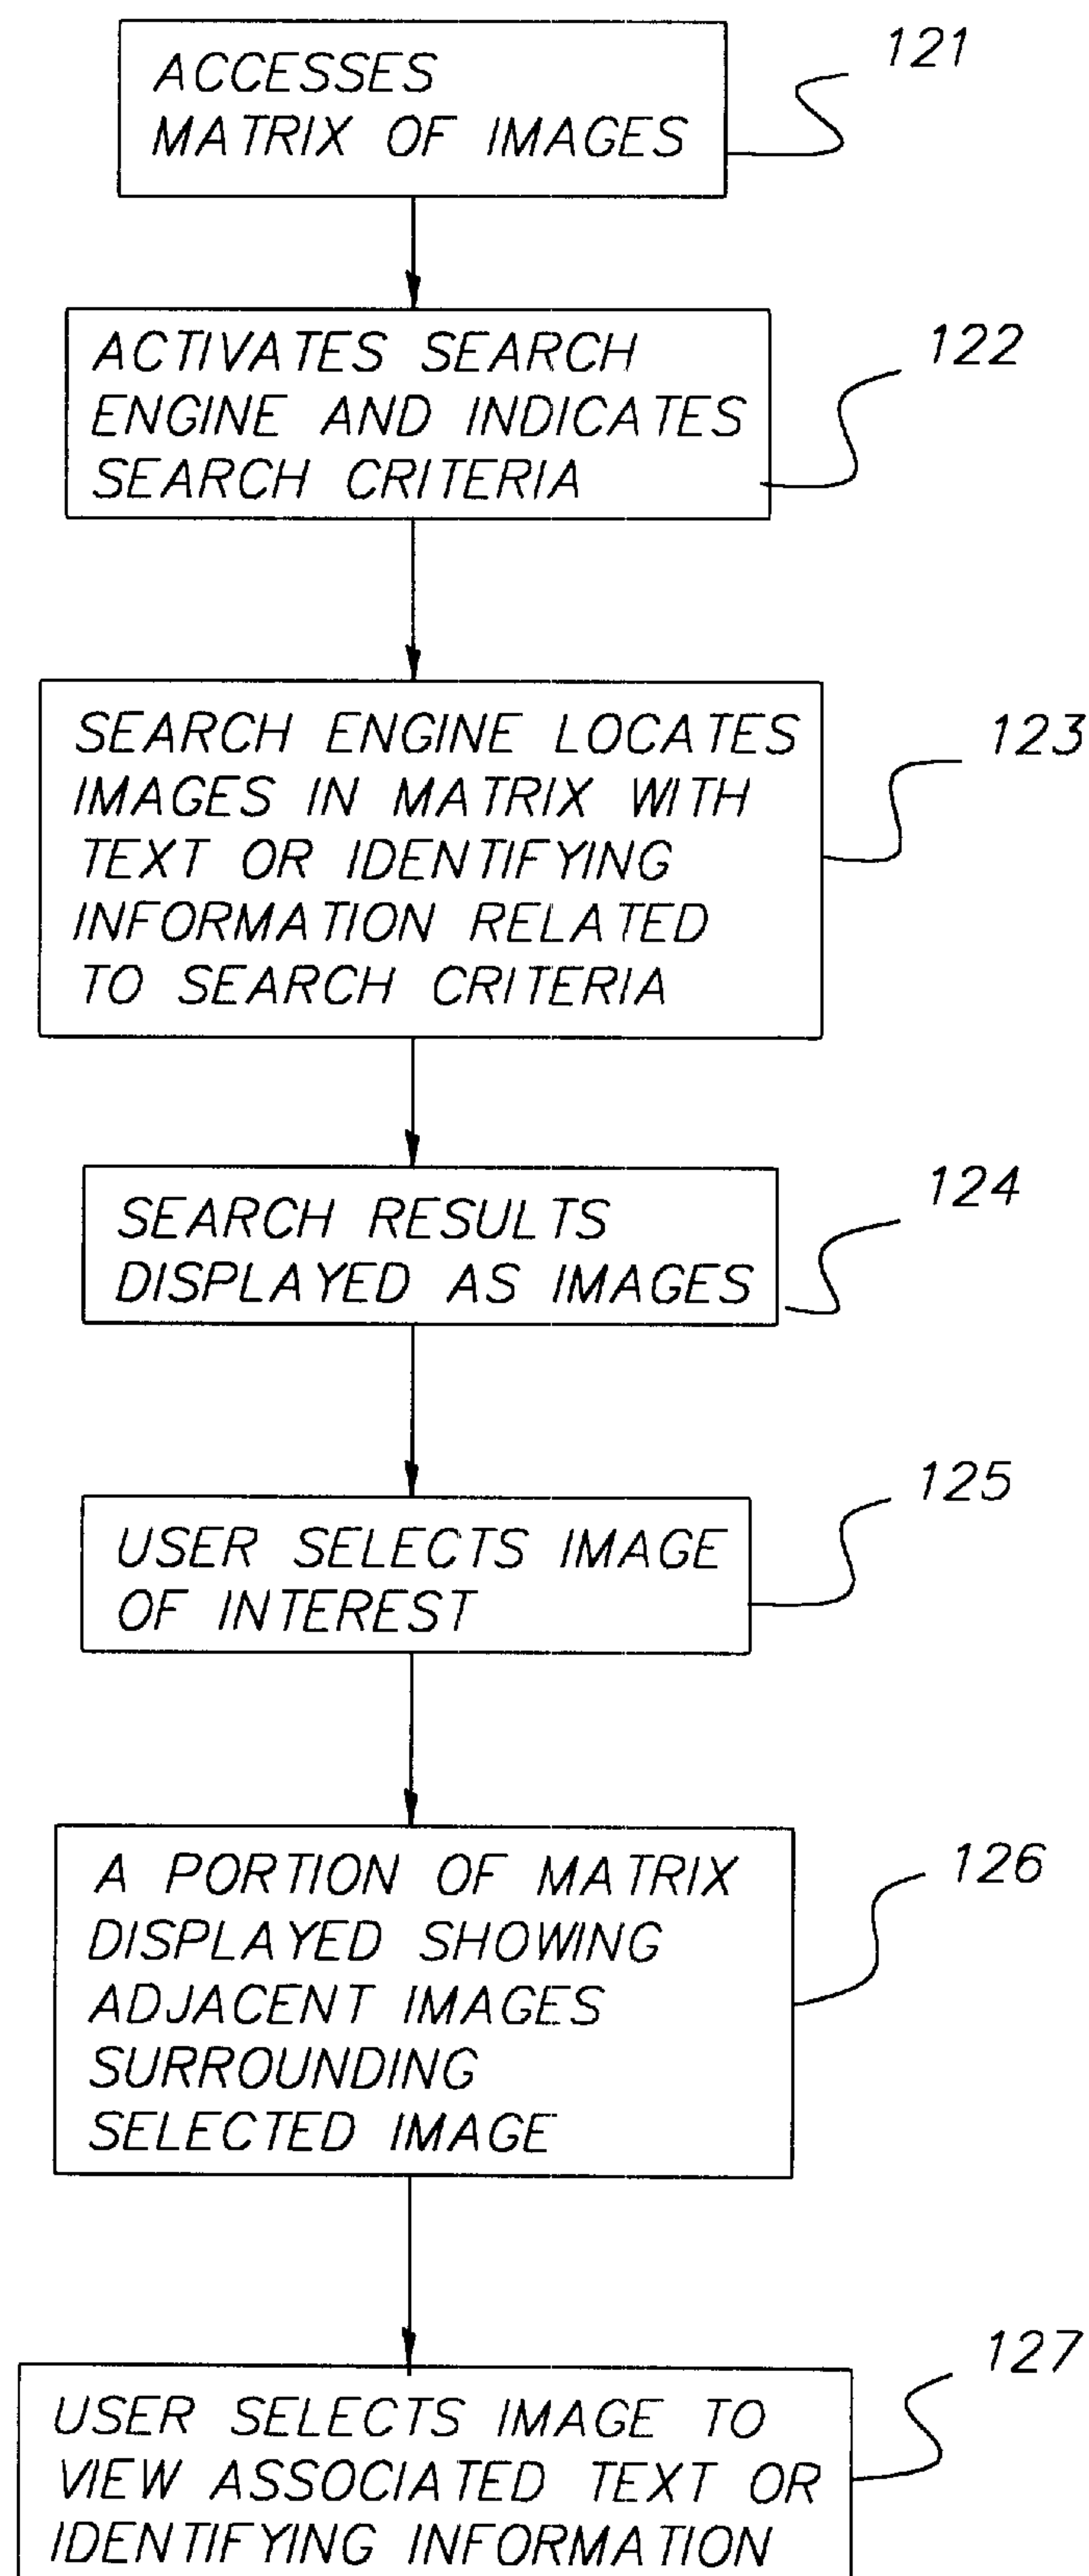 ACCESSES
MATRIX OF IMAGES
121
ACTIVATES SEARCH
ENGINE AND INDICATES
SEARCH CRITERIA
122
SEARCH ENGINE LOCATES
IMAGES IN MATRIX WITH
TEXT OR IDENTIFYING
INFORMATION RELATED
TO SEARCH CRITERIA
123
SEARCH RESULTS
DISPLAYED AS IMAGES
124
USER SELECTS IMAGE
OF INTEREST
125
A PORTION OF MATRIX
DISPLAYED SHOWING
ADJACENT IMAGES
SURROUNDING
SELECTED IMAGE
126
USER SELECTS IMAGE TO
VIEW ASSOCIATED TEXT OR
IDENTIFYING INFORMATION
127